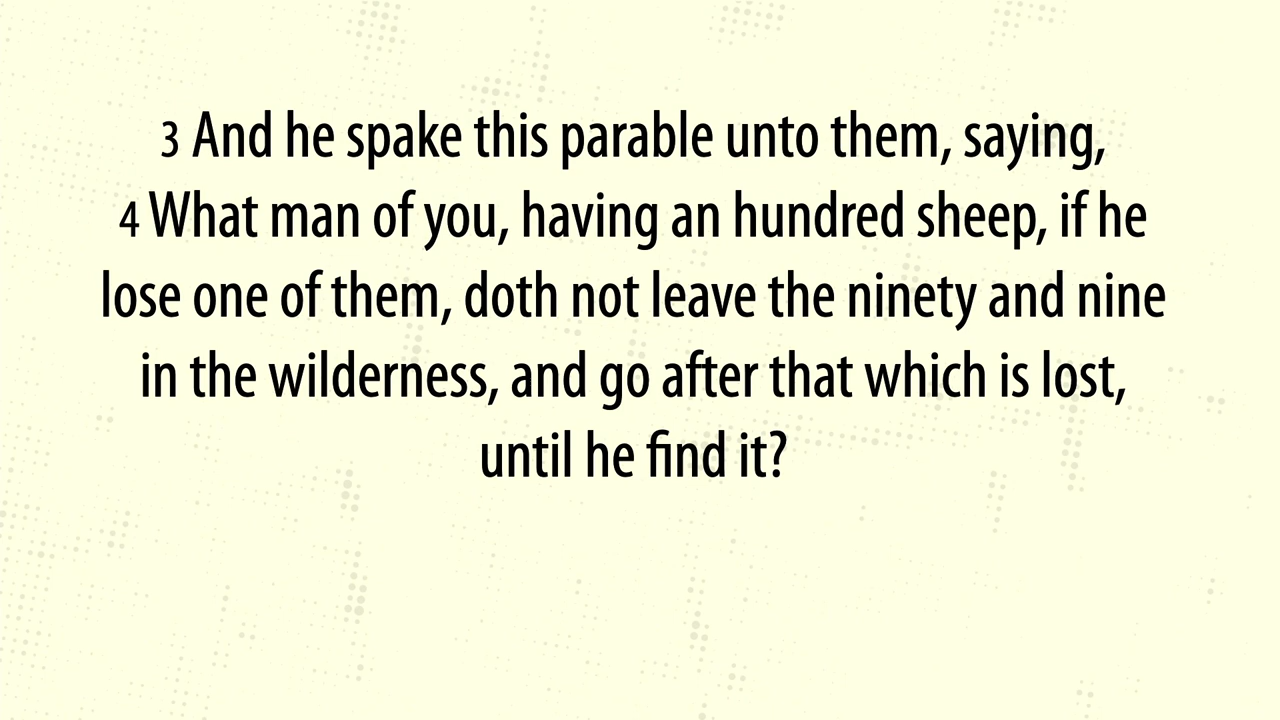 3 And he spake this parable unto them, saying,
4 What man of you, having an hundred sheep, if he
lose one of them, doth not leave the ninety and nine
in the wilderness, and go after that which is lost,
until he find it?